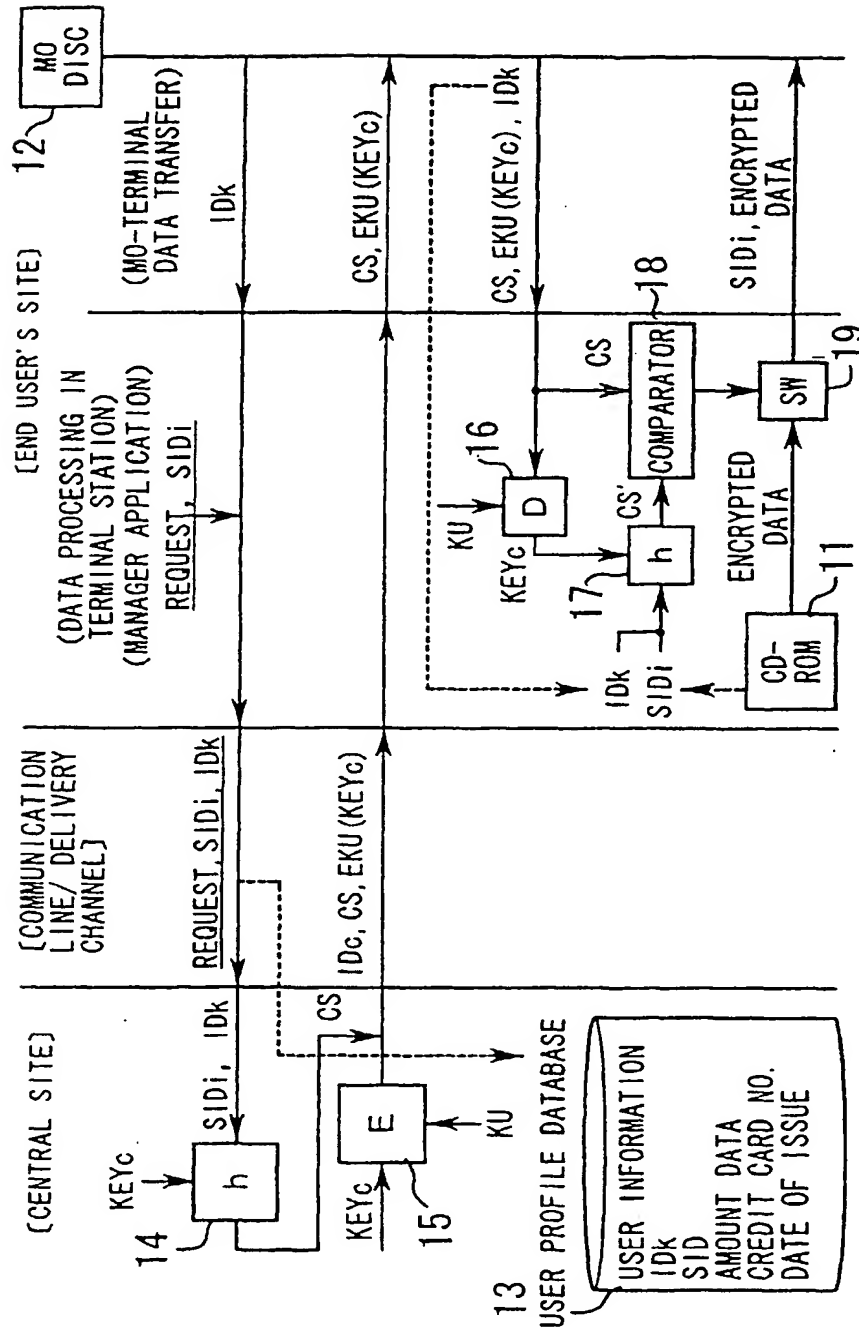 [CENTRAL SITE]
KEYc
14
h
SIDi, IDk
CS
KEYc
E
15
KU
13
USER PROFILE DATABASE
USER INFORMATION
IDk
SID
AMOUNT DATA
CREDIT CARD NO.
DATE OF ISSUE
[COMMUNICATION
LINE/ DELIVERY
CHANNEL]
REQUEST, SIDi, IDk
IDc, CS, EKU(KEYc)
[END USER'S SITE]
(DATA PROCESSING IN
TERMINAL STATION)
(MANAGER APPLICATION)
REQUEST, SIDi
KU
16
D
KEYc
CS
17
h
CS'
COMPARATOR
18
IDk
SIDi
CD-
ROM
11
ENCRYPTED
DATA
SW
19
12
MO
DISC
(MO-TERMINAL
DATA TRANSFER)
IDk
CS, EKU(KEYc)
CS, EKU(KEYc), IDk
SIDi, ENCRYPTED
DATA